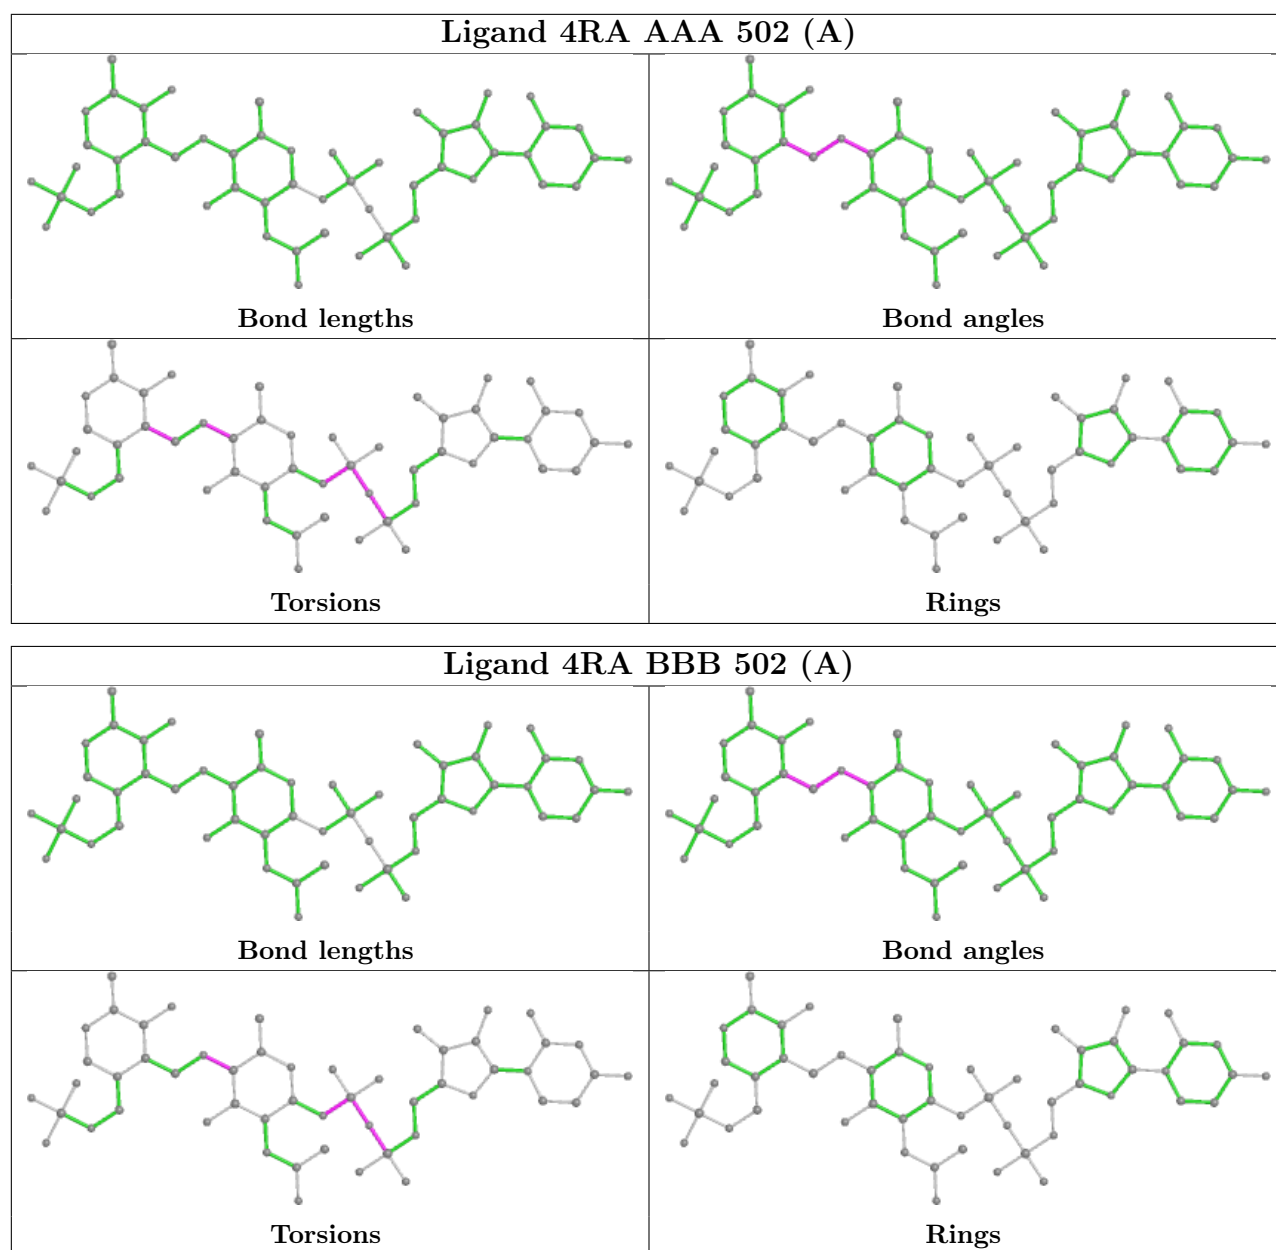 Ligand 4RA AAA 502 (A)
Bond lengths
Bond angles
Torsions
Rings
Ligand 4RA BBB 502 (A)
Bond lengths
Bond angles
Torsions
Rings